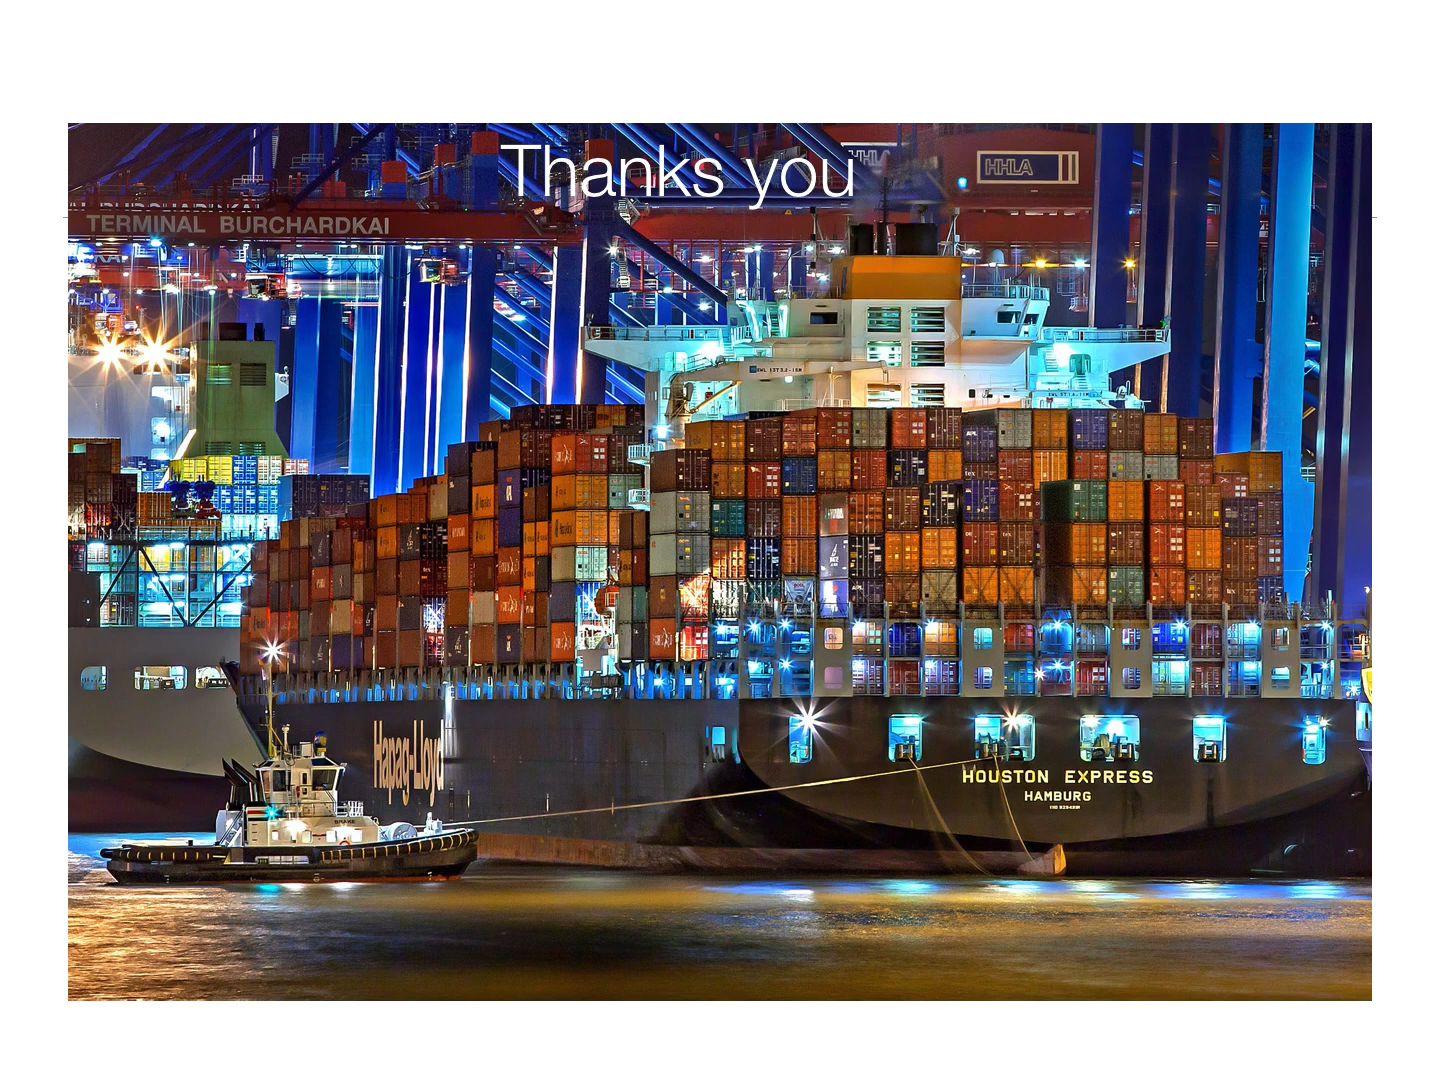 Thanks you
HHLA
TERMINAL BURCHARDKAI
Hapag-Lloyd
HOUSTON EXPRESS
HAMBURG